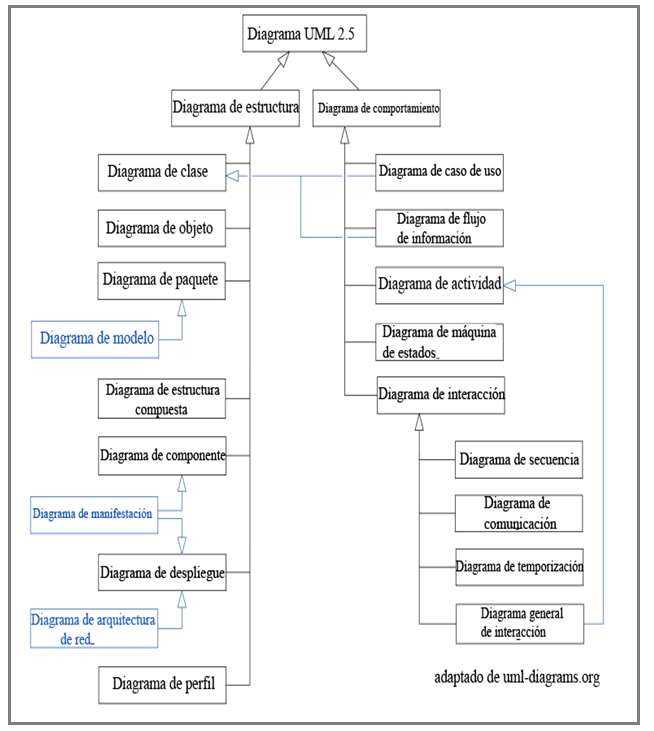 Diagrama UML 2.5
Diagrama de estructura
Diagrama de comportamiento
Diagrama de clase
Diagrama de objeto
Diagrama de paquete
Diagrama de modelo
Diagrama de estructura
compuesta
Diagrama de componente
Diagrama de manifestación
Diagrama de despliegue
Diagrama de arquitectura
de red_
Diagrama de perfil
Diagrama de caso de uso
Diagrama de flujo
de información
Diagrama de actividad
Diagrama de máquina
de estados_
Diagrama de interacción
Diagrama de secuencia
Diagrama de
comunicación
Diagrama de temporización
Diagrama general
de interacción
adaptado de uml-diagrams.org